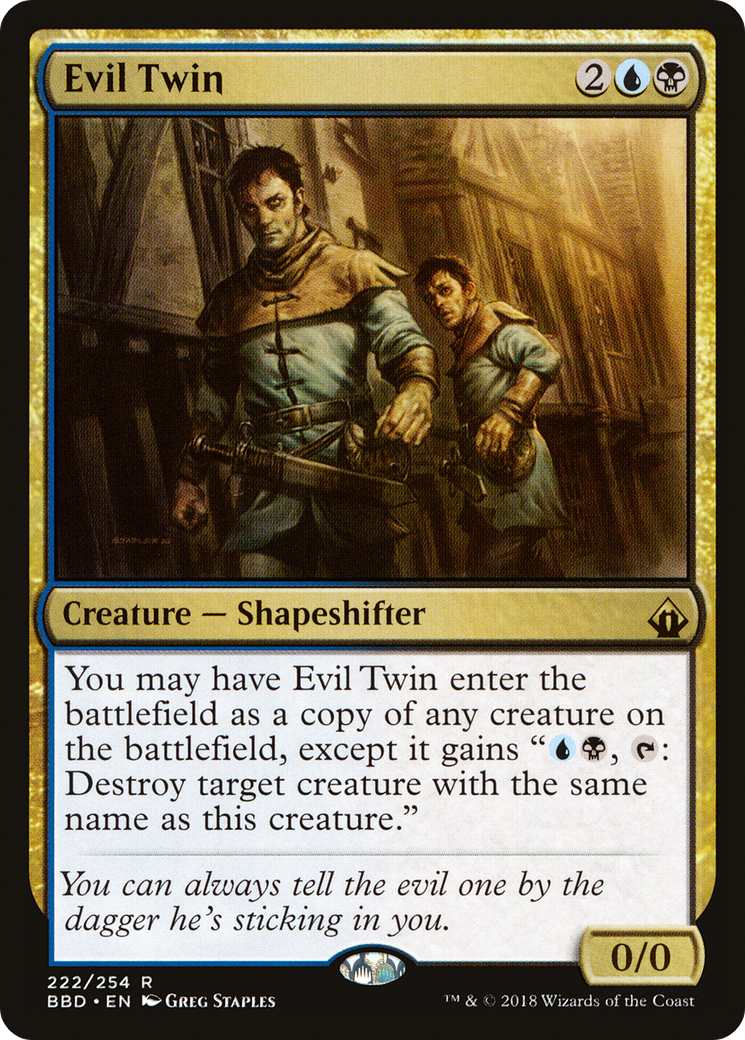 Evil Twin
2
STAPLES
Creature — Shapeshifter
You may have Evil Twin enter the
battlefield as a copy of any creature on
the battlefield, except it gains “ , :
Destroy target creature with the same
name as this creature.”
You can always tell the evil one by the
dagger he's sticking in you.
0/0
222/254 R
BBD • EN Greg Staples
™ & © 2018 Wizards of the Coast